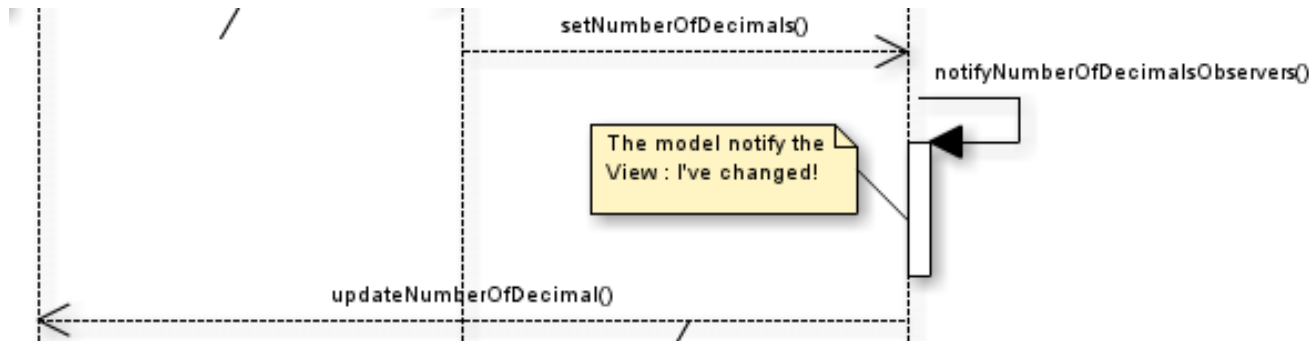 setNumberOfDecimals()
notifyNumberOfDecimalsObservers()
The model notify the
View : I've changed!
updateNumberOfDecimal()